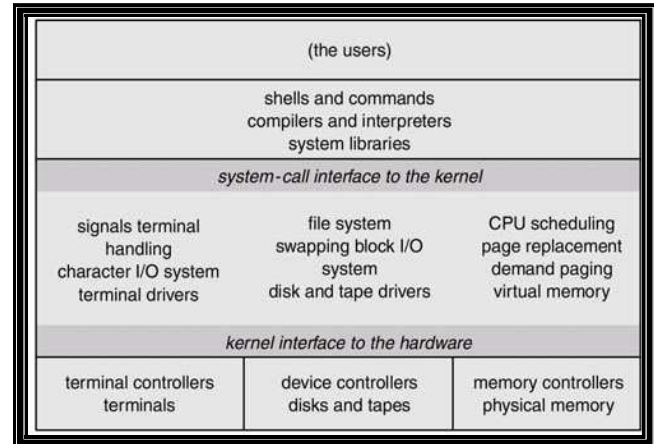 (the users)
shells and commands
compilers and interpreters
system libraries
system-call interface to the kernel
signals terminal
handling
character I/O system
terminal drivers
file system
swapping block I/O
system
disk and tape drivers
CPU scheduling
page replacement
demand paging
virtual memory
kernel interface to the hardware
terminal controllers
terminals
device controllers
disks and tapes
memory controllers
physical memory